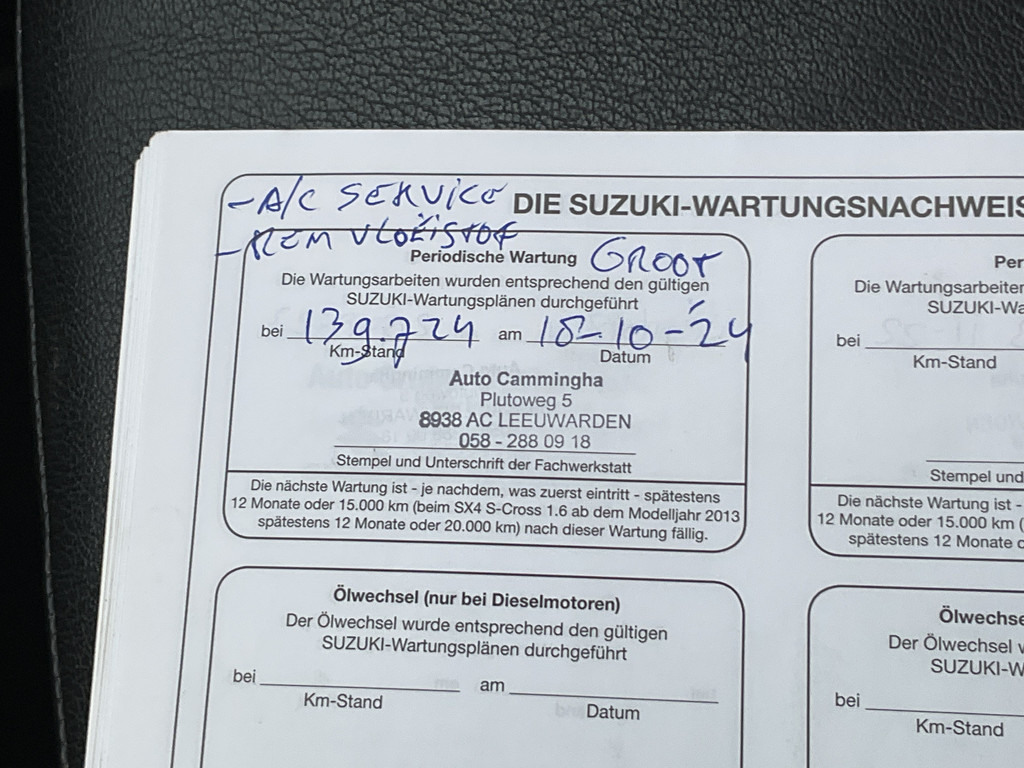 - A/C SERVICE
DIE SUZUKI-WARTUNGSNACHWEIS
- REM VLOEISTOF
Periodische Wartung GROOT
Die Wartungsarbeiten wurden entsprechend den gültigen
SUZUKI-Wartungsplänen durchgeführt
bei 139.724 am -10-24
Km-Stand Datum
Auto Cammingha
Plutoweg 5
8938 AC LEEUWARDEN
058 - 288 09 18
Stempel und Unterschrift der Fachwerkstatt
Die nächste Wartung ist - je nachdem, was zuerst eintritt - spätestens
12 Monate oder 15.000 km (beim SX4 S-Cross 1.6 ab dem Modelljahr 2013
spätestens 12 Monate oder 20.000 km) nach dieser Wartung fällig.
Per
Die Wartungsarbeiten
SUZUKI-Wa
bei
Km-Stand
Stempel und
Die nächste Wartung ist -
12 Monate oder 15.000 km (
spätestens 12 Monate o
Ölwechsel (nur bei Dieselmotoren)
Der Ölwechsel wurde entsprechend den gültigen
SUZUKI-Wartungsplänen durchgeführt
bei am
Km-Stand Datum
Ölwechse
Der Ölwechsel w
SUZUKI-W
bei
Km-Stand